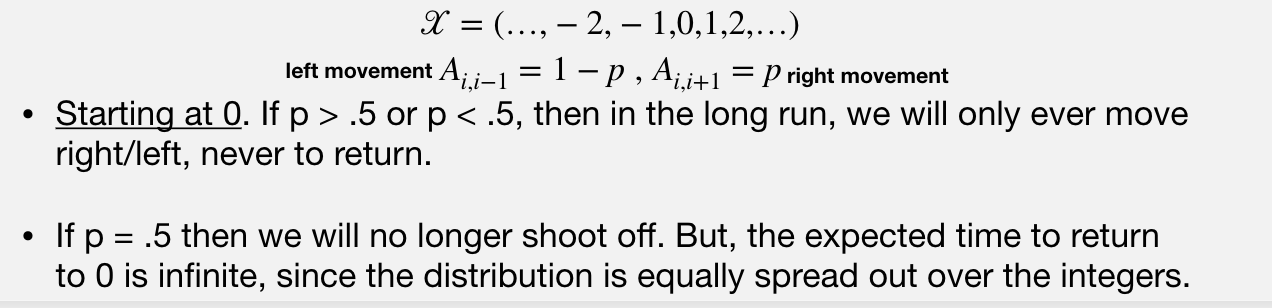 𝒳 = (…, − 2, − 1,0,1,2,…)
left movement A_{i,i−1} = 1 − p , A_{i,i+1} = p right movement
• Starting at 0. If p > .5 or p < .5, then in the long run, we will only ever move
right/left, never to return.
• If p = .5 then we will no longer shoot off. But, the expected time to return
to 0 is infinite, since the distribution is equally spread out over the integers.